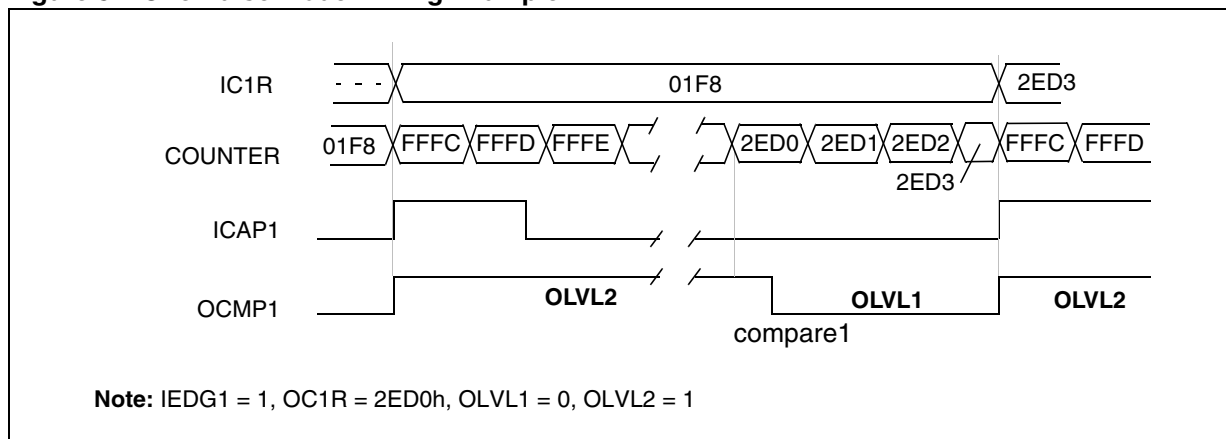 IC1R - - - 01F8 2ED3
COUNTER 01F8 FFFC FFFD FFFE 2ED0 2ED1 2ED2 FFFC FFFD
2ED3
ICAP1
OCMP1 OLVL2 OLVL1 OLVL2
compare1
Note: IEDG1 = 1, OC1R = 2ED0h, OLVL1 = 0, OLVL2 = 1